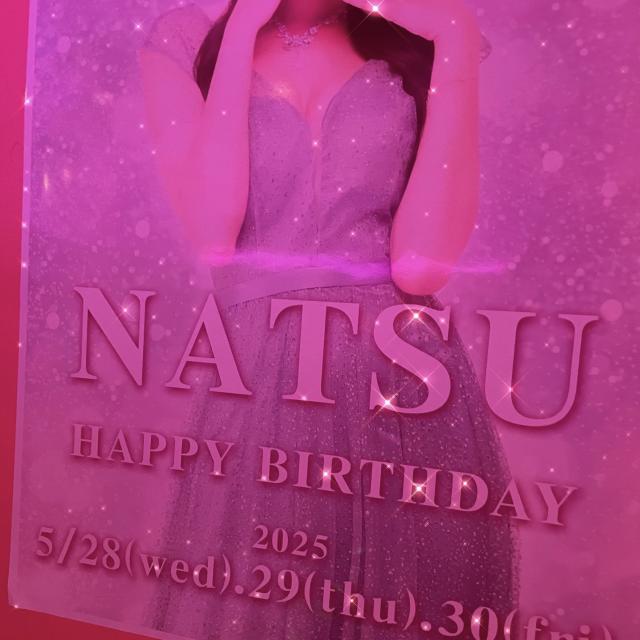 NATSU
HAPPY BIRTHDAY
2025
5/28(wed).29(thu).30(fri)